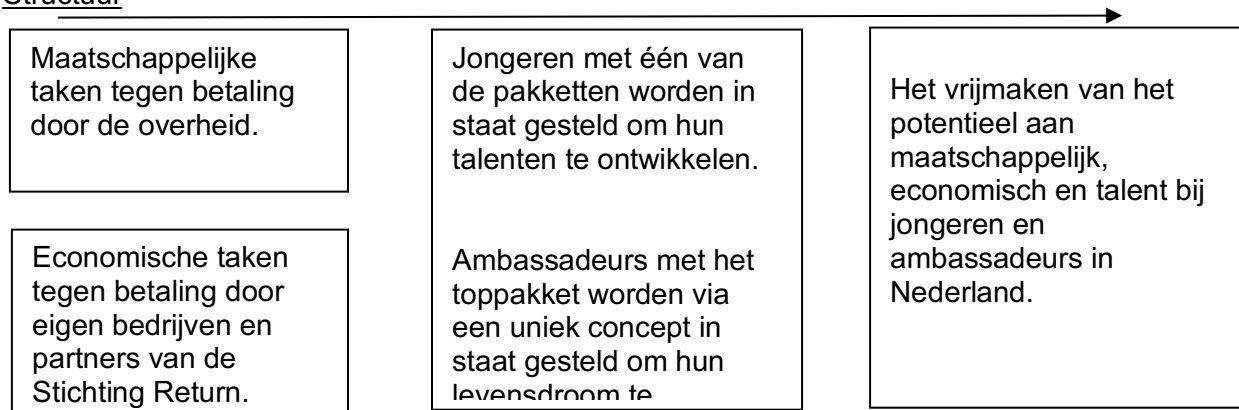 Structuur
Maatschappelijke
taken tegen betaling
door de overheid.
Economische taken
tegen betaling door
eigen bedrijven en
partners van de
Stichting Return.
Jongeren met één van
de pakketten worden in
staat gesteld om hun
talenten te ontwikkelen.
Ambassadeurs met het
toppakket worden via
een uniek concept in
staat gesteld om hun
levensdroom te
Het vrijmaken van het
potentieel aan
maatschappelijk,
economisch en talent bij
jongeren en
ambassadeurs in
Nederland.